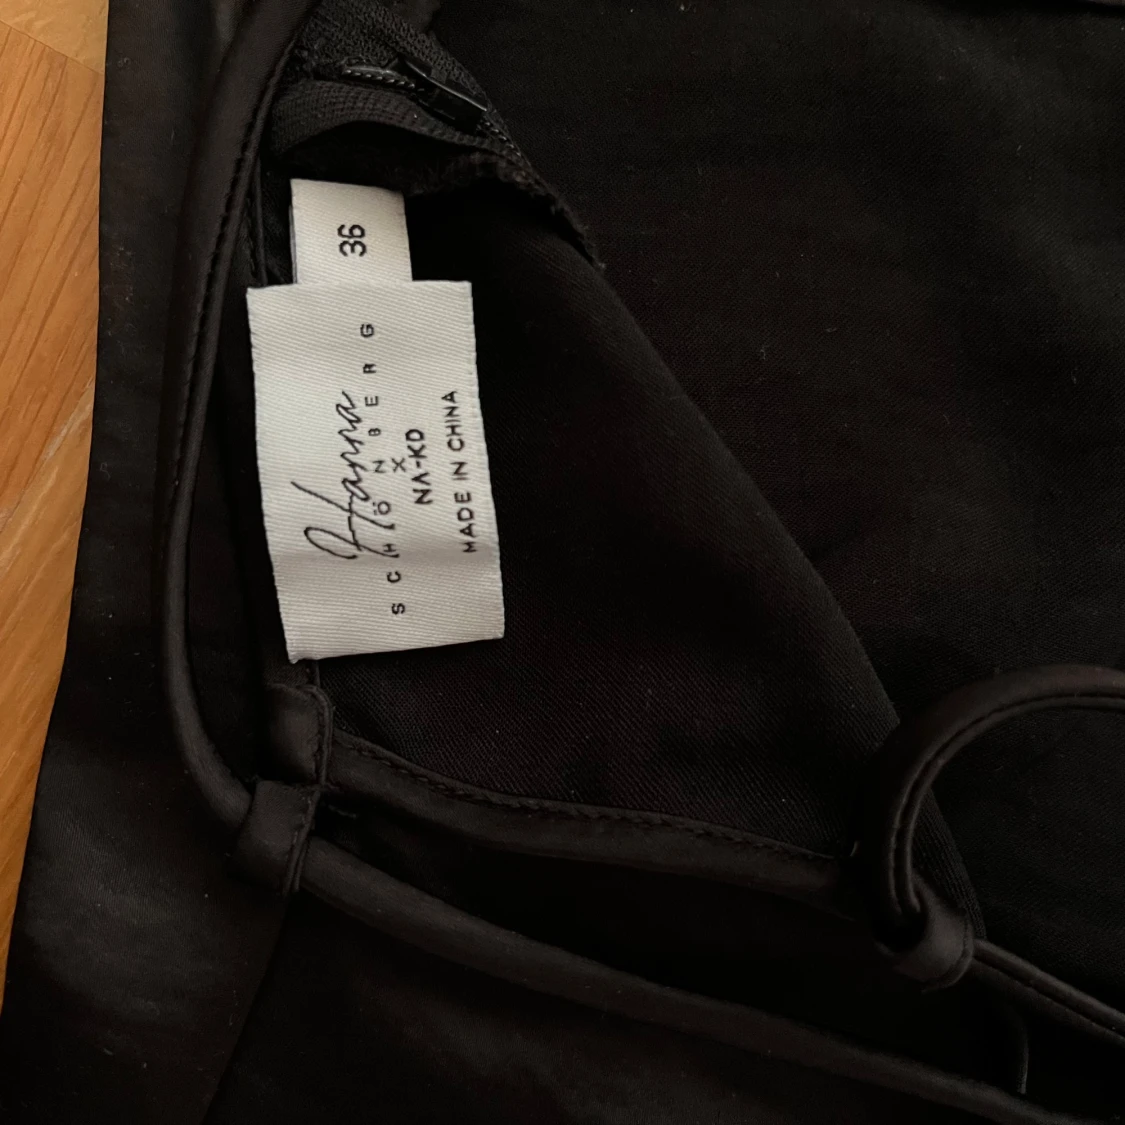 36
Hanna
SCHÖNBERG
X
NA-KD
MADE IN CHINA